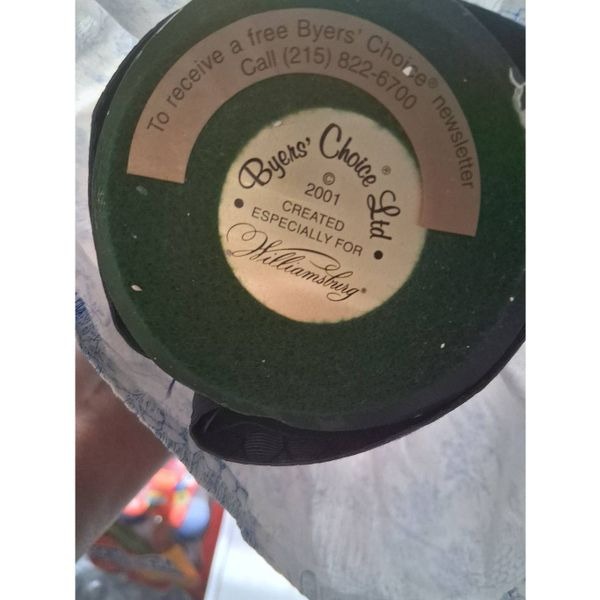 To receive a free Byers' Choice® newsletter
Call (215) 822-6700
Byers' Choice® Ltd
©
2001
CREATED
ESPECIALLY FOR
Williamsburg®